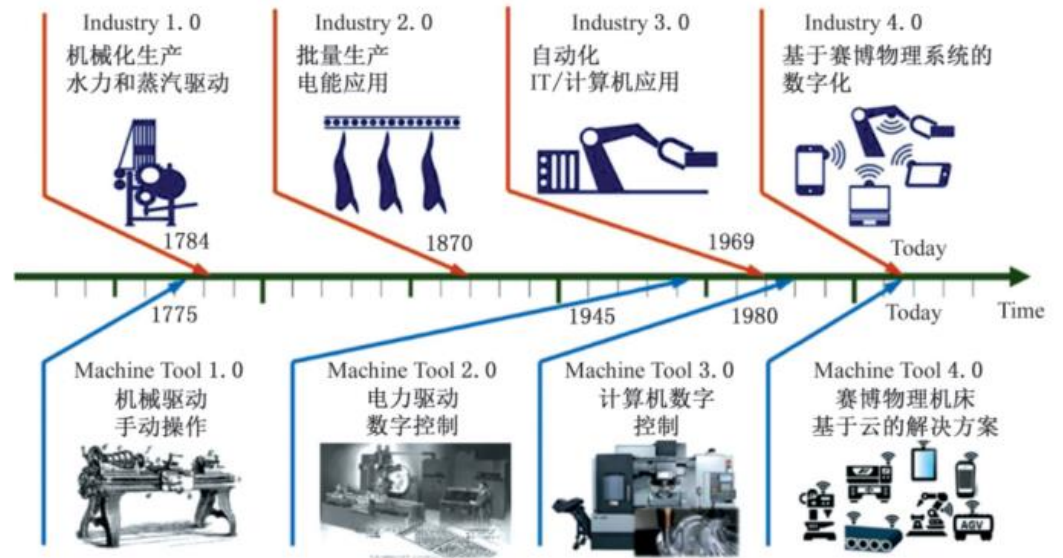 Industry 1.0
机械化生产
水力和蒸汽驱动
Industry 2.0
批量生产
电能应用
Industry 3.0
自动化
IT/计算机应用
Industry 4.0
基于赛博物理系统的
数字化
1784
1870
1969
Today
1775
1945
1980
Today
Time
Machine Tool 1.0
机械驱动
手动操作
Machine Tool 2.0
电力驱动
数字控制
Machine Tool 3.0
计算机数字
控制
Machine Tool 4.0
赛博物理机床
基于云的解决方案
AGV